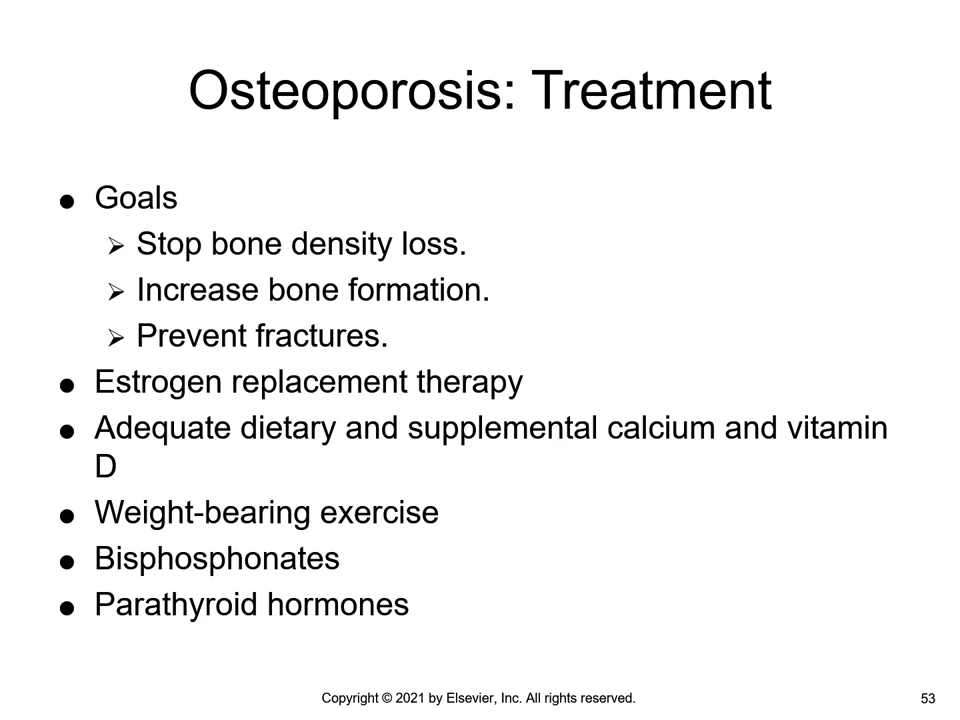 Osteoporosis: Treatment
● Goals
➢ Stop bone density loss.
➢ Increase bone formation.
➢ Prevent fractures.
● Estrogen replacement therapy
● Adequate dietary and supplemental calcium and vitamin
D
● Weight-bearing exercise
● Bisphosphonates
● Parathyroid hormones
Copyright © 2021 by Elsevier, Inc. All rights reserved.
53